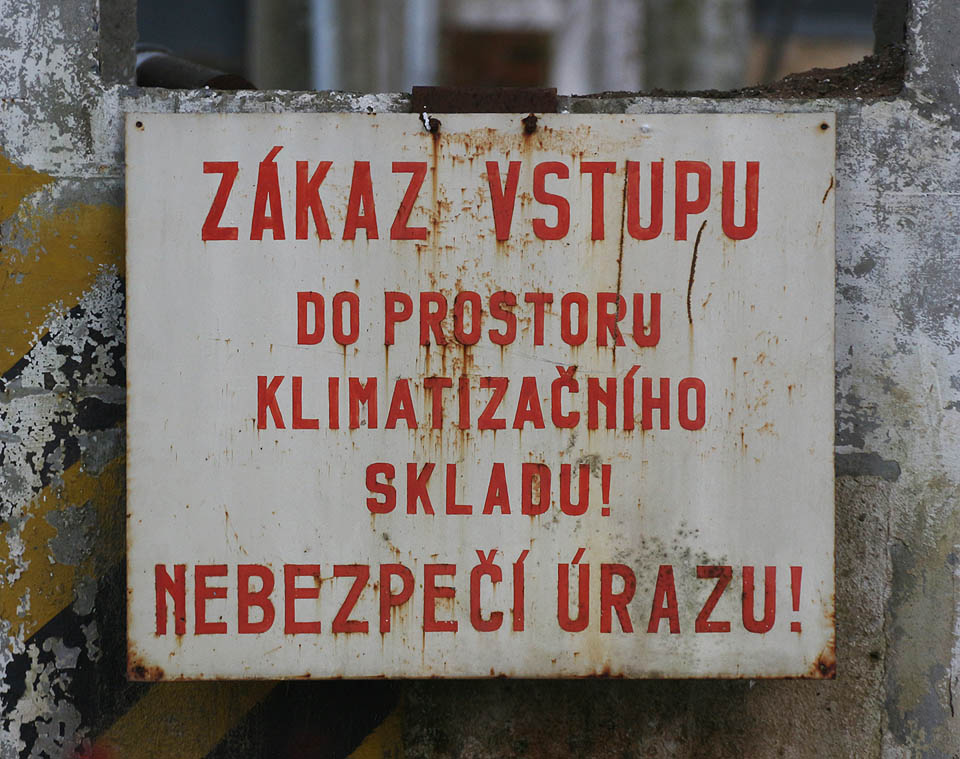 ZÁKAZ VSTUPU
DO PROSTORU
KLIMATIZAČNÍHO
SKLADU!
NEBEZPEČÍ ÚRAZU!